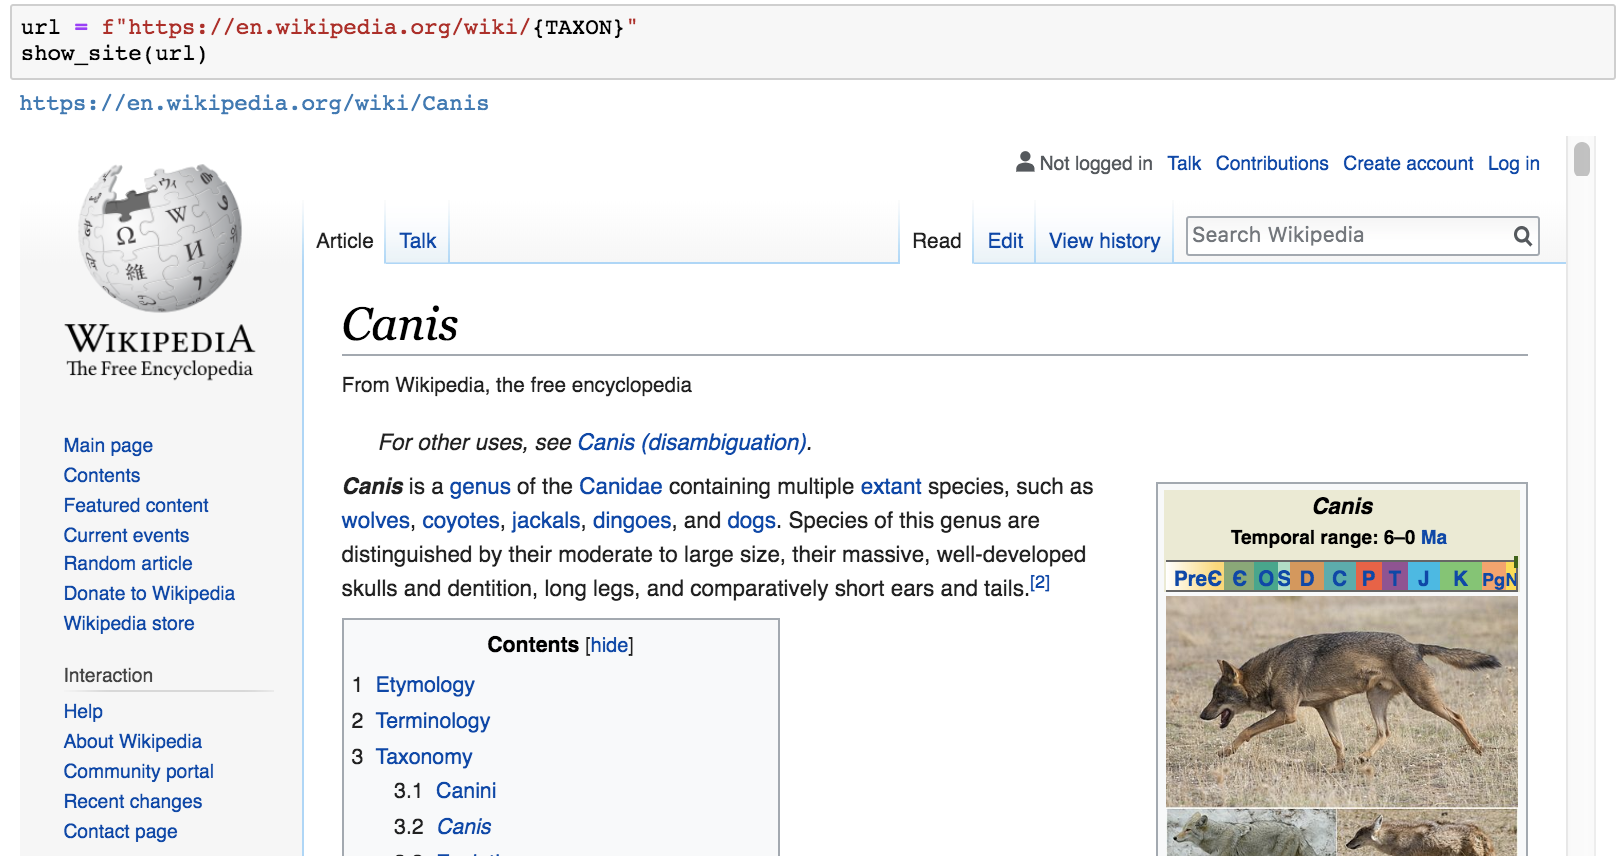 url = f"https://en.wikipedia.org/wiki/{TAXON}"
show_site(url)
https://en.wikipedia.org/wiki/Canis
Not logged in Talk Contributions Create account Log in
Article Talk Read Edit View history Search Wikipedia
WIKIPEDIA
The Free Encyclopedia
Main page
Contents
Featured content
Current events
Random article
Donate to Wikipedia
Wikipedia store
Interaction
Help
About Wikipedia
Community portal
Recent changes
Contact page
Canis
From Wikipedia, the free encyclopedia
For other uses, see Canis (disambiguation).
Canis is a genus of the Canidae containing multiple extant species, such as
wolves, coyotes, jackals, dingoes, and dogs. Species of this genus are
distinguished by their moderate to large size, their massive, well-developed
skulls and dentition, long legs, and comparatively short ears and tails.[2]
Contents [hide]
1 Etymology
2 Terminology
3 Taxonomy
3.1 Canini
3.2 Canis
Canis
Temporal range: 6–0 Ma
PreЄ Є O S D C P T J K Pg N